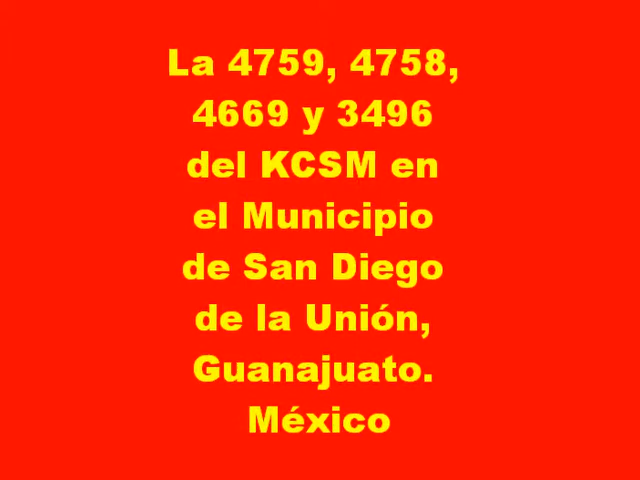 La 4759, 4758,
4669 y 3496
del KCSM en
el Municipio
de San Diego
de la Unión,
Guanajuato.
México